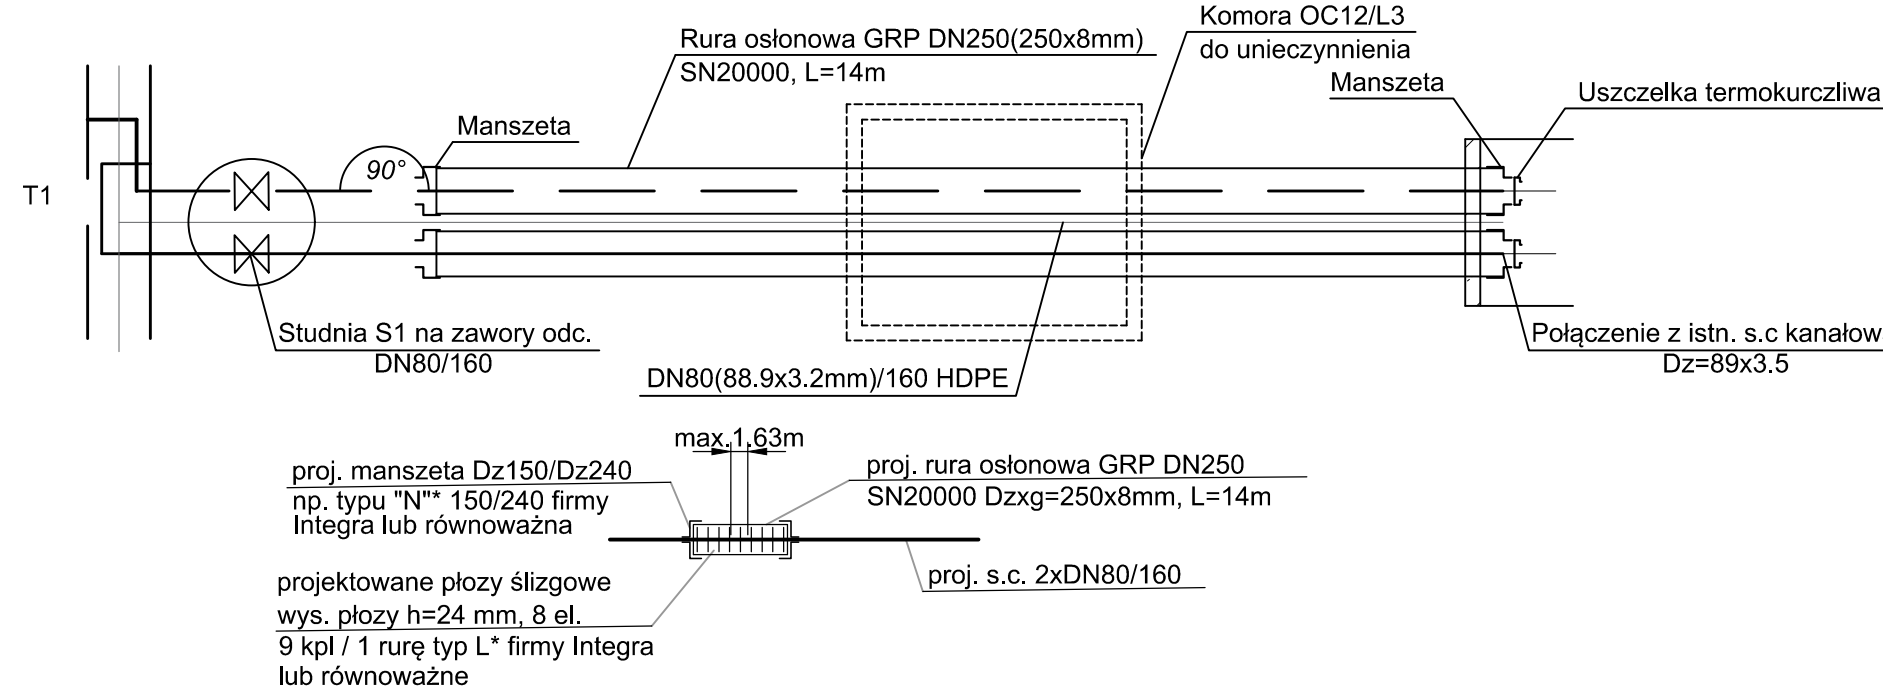 Komora OC12/L3
do unieczynnienia
Rura osłonowa GRP DN250(250x8mm)
SN20000, L=14m
Manszeta
Uszczelka termokurczliwa
Manszeta
90°
T1
Studnia S1 na zawory odc.
DN80/160
Połączenie z istn. s.c kanałow
Dz=89x3.5
DN80(88.9x3.2mm)/160 HDPE
max.1.63m
proj. manszeta Dz150/Dz240
np. typu "N"* 150/240 firmy
Integra lub równoważna
proj. rura osłonowa GRP DN250
SN20000 Dzxg=250x8mm, L=14m
proj. s.c. 2xDN80/160
projektowane płozy ślizgowe
wys. płozy h=24 mm, 8 el.
9 kpl / 1 rurę typ L* firmy Integra
lub równoważne